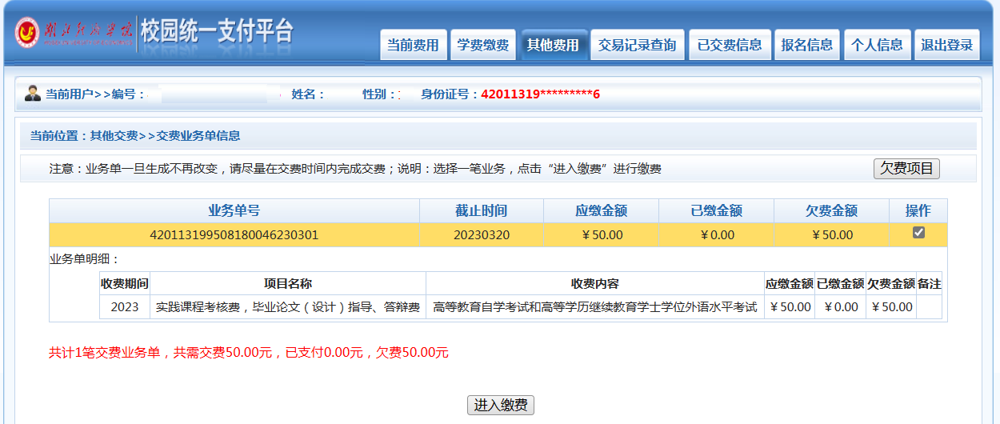 校园统一支付平台
当前费用 学费缴费 其他费用 交易记录查询 已交费信息 报名信息 个人信息 退出登录
当前用户>>编号: 姓名: 性别: 身份证号:42011319*********6
当前位置:其他交费>>交费业务单信息
注意:业务单一旦生成不再改变,请尽量在交费时间内完成交费;说明:选择一笔业务,点击“进入缴费”进行缴费 欠费项目
业务单号 截止时间 应缴金额 已缴金额 欠费金额 操作
420113199508180046230301 20230320 ¥50.00 ¥0.00 ¥50.00
业务单明细:
收费期间 项目名称 收费内容 应缴金额 已缴金额 欠费金额 备注
2023 实践课程考核费,毕业论文(设计)指导、答辩费 高等教育自学考试和高等学历继续教育学士学位外语水平考试 ¥50.00 ¥0.00 ¥50.00
共计1笔交费业务单,共需交费50.00元,已支付0.00元,欠费50.00元
进入缴费